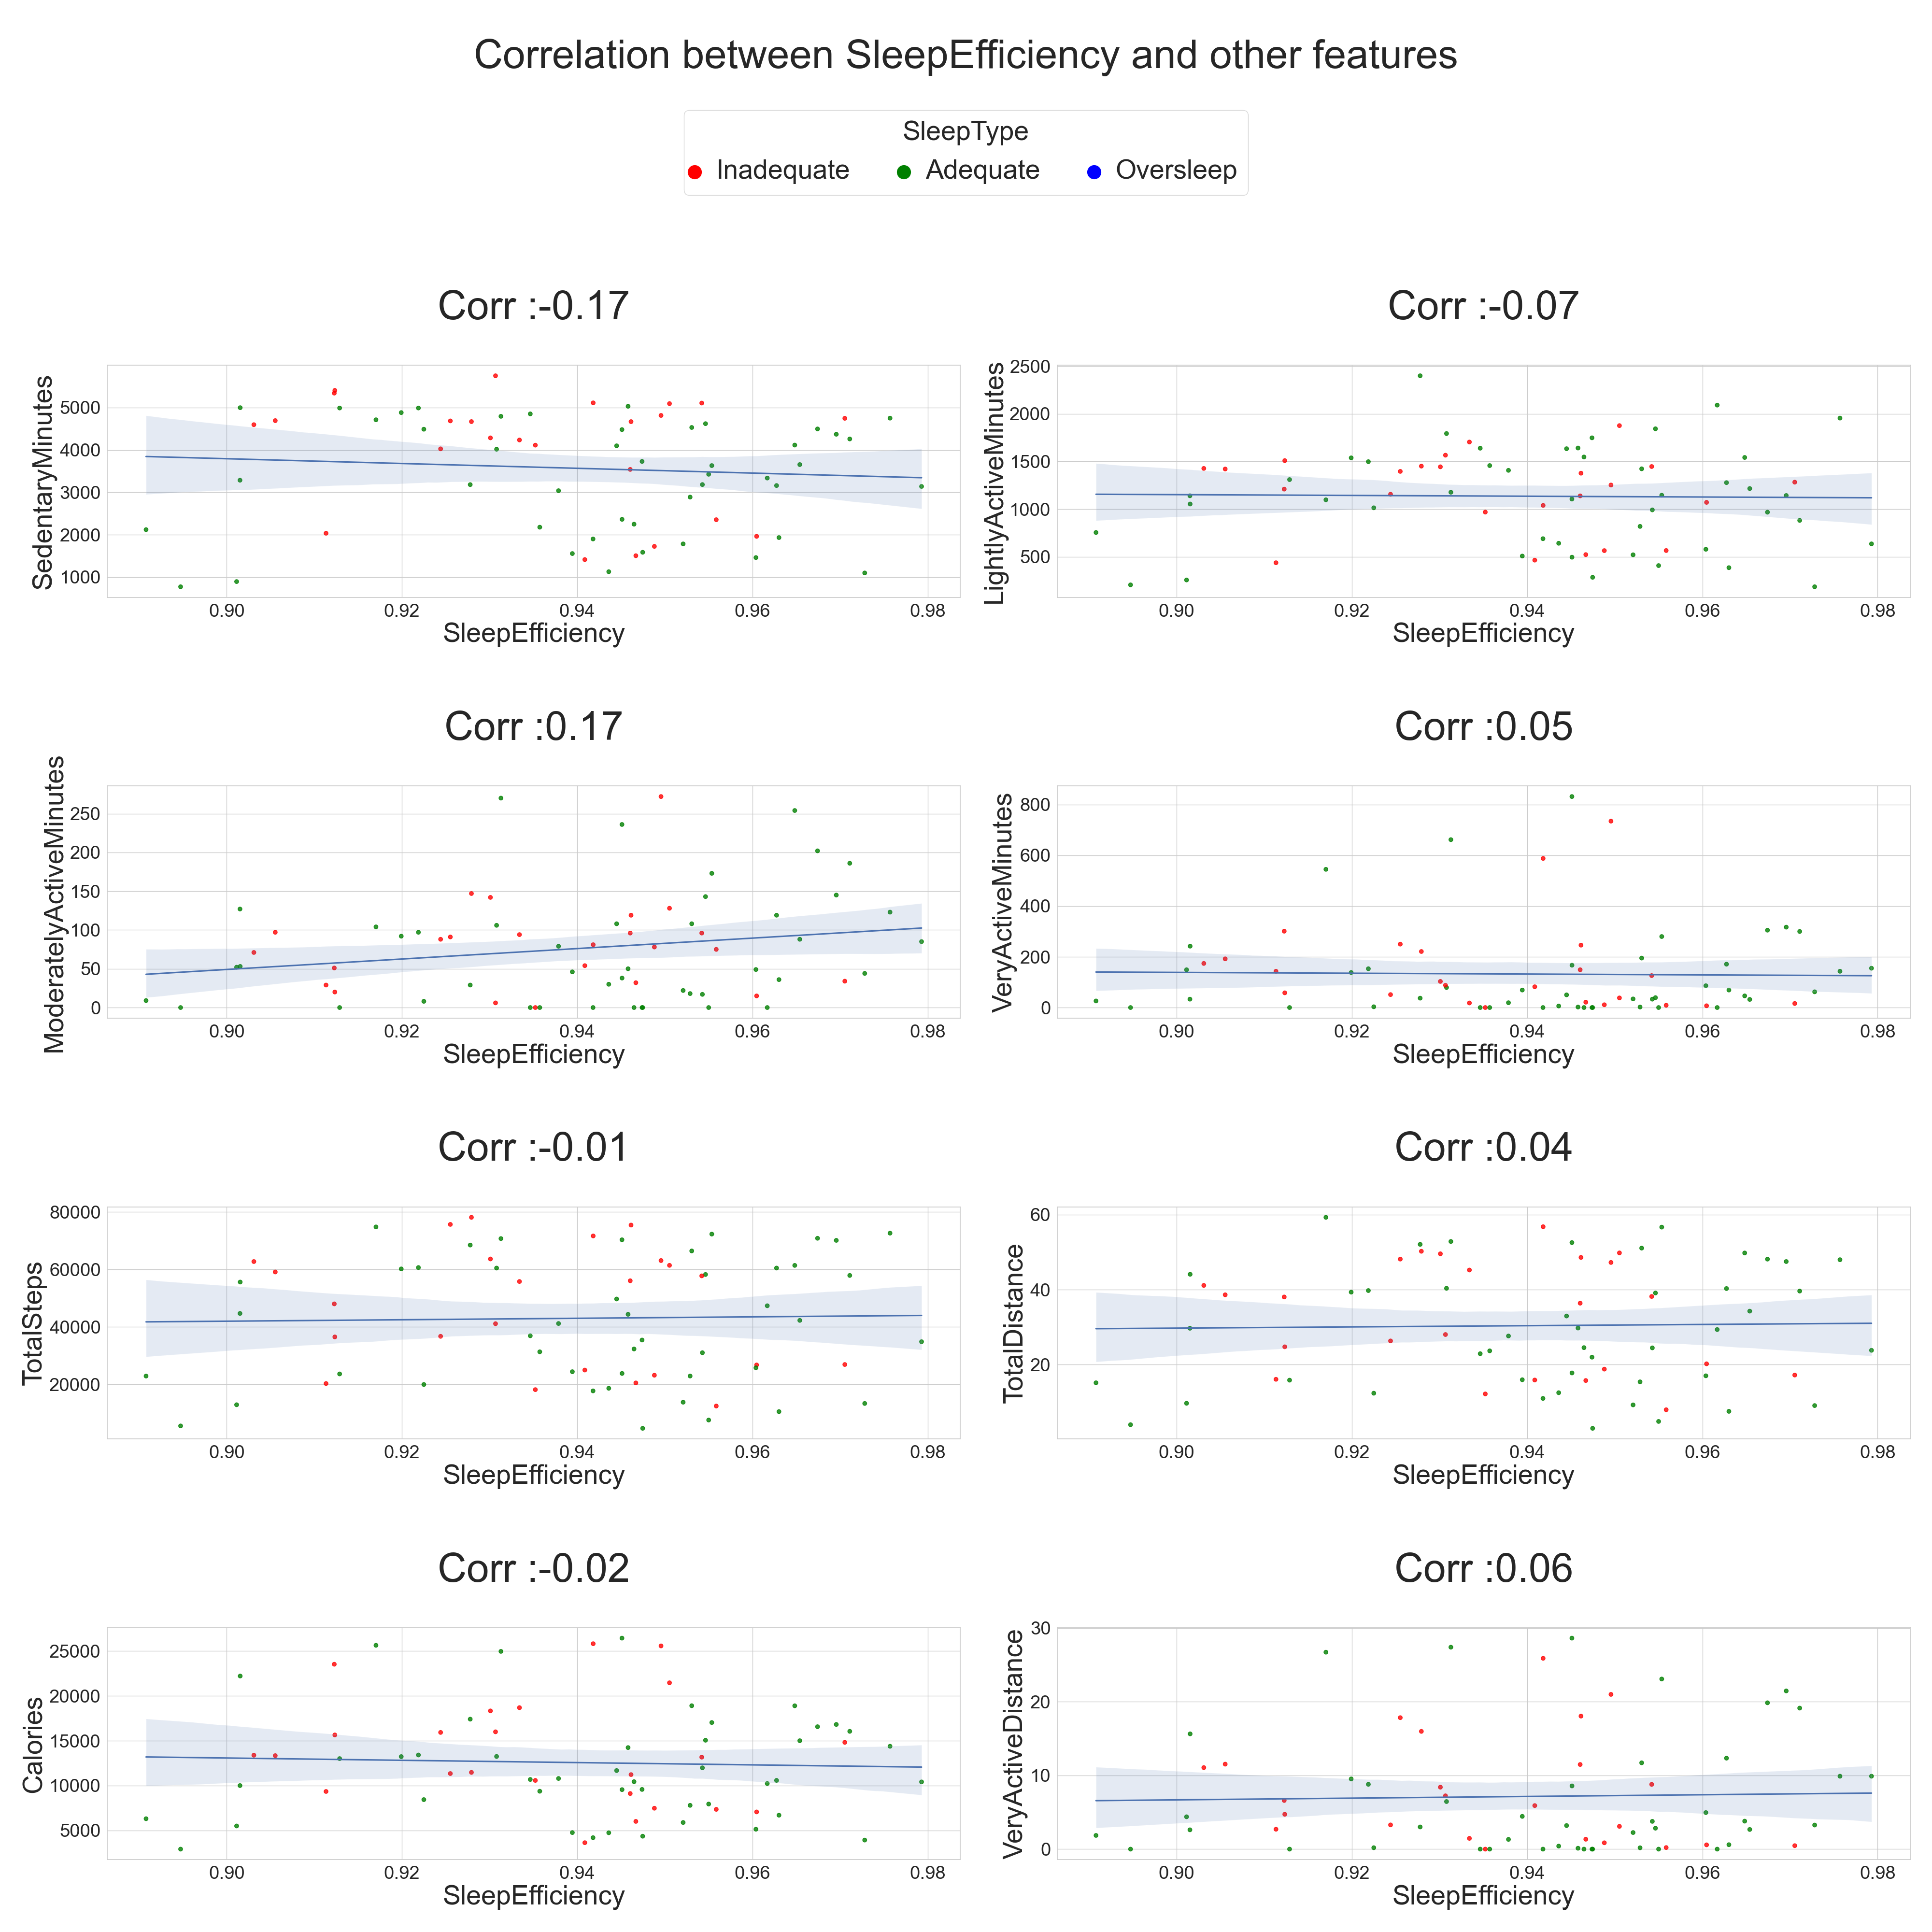 Correlation between SleepEfficiency and other features
SleepType
Inadequate Adequate Oversleep
Corr :-0.17
SedentaryMinutes
5000
4000
3000
2000
1000
0.90 0.92 0.94 0.96 0.98
SleepEfficiency
Corr :-0.07
LightlyActiveMinutes
2500
2000
1500
1000
500
0.90 0.92 0.94 0.96 0.98
SleepEfficiency
Corr :0.17
ModeratelyActiveMinutes
250
200
150
100
50
0
0.90 0.92 0.94 0.96 0.98
SleepEfficiency
Corr :0.05
VeryActiveMinutes
800
600
400
200
0
0.90 0.92 0.94 0.96 0.98
SleepEfficiency
Corr :-0.01
TotalSteps
80000
60000
40000
20000
0.90 0.92 0.94 0.96 0.98
SleepEfficiency
Corr :0.04
TotalDistance
60
40
20
0.90 0.92 0.94 0.96 0.98
SleepEfficiency
Corr :-0.02
Calories
25000
20000
15000
10000
5000
0.90 0.92 0.94 0.96 0.98
SleepEfficiency
Corr :0.06
VeryActiveDistance
30
20
10
0
0.90 0.92 0.94 0.96 0.98
SleepEfficiency